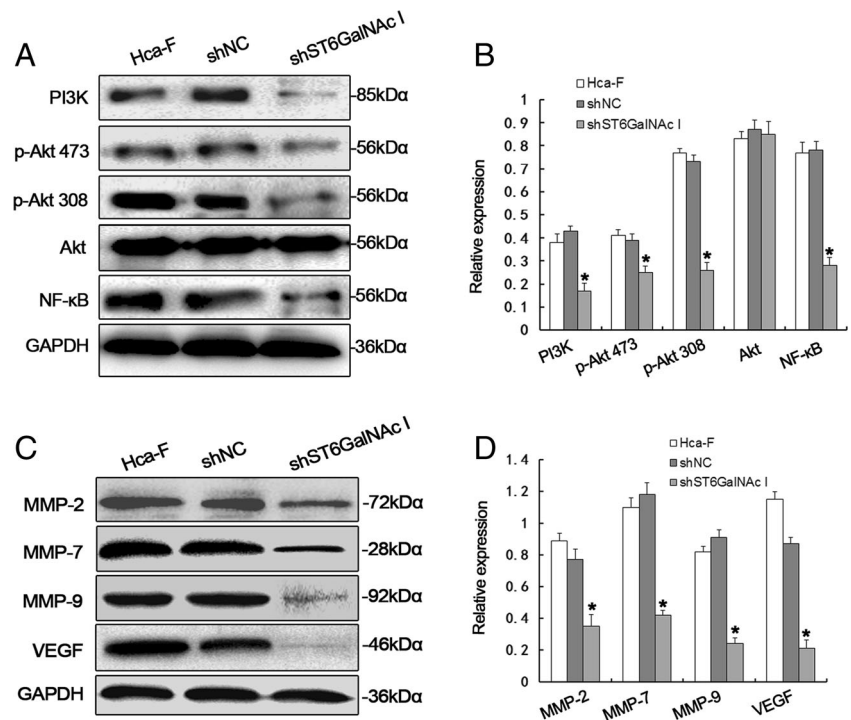 A
Hca-F shNC shST6GalNAc I
PI3K -85kDα
p-Akt 473 -56kDα
p-Akt 308 -56kDα
Akt -56kDα
NF-κB -56kDα
GAPDH -36kDα
B
Hca-F
shNC
shST6GalNAc I
Relative expression
1
0.9
0.8
0.7
0.6
0.5
0.4
0.3
0.2
0.1
0
* * * *
PI3K p-Akt 473 p-Akt 308 Akt NF-κB
C
Hca-F shNC shST6GalNAc I
MMP-2 -72kDα
MMP-7 -28kDα
MMP-9 -92kDα
VEGF -46kDα
GAPDH -36kDα
D
Hca-F
shNC
shST6GalNAc I
Relative expression
1.4
1.2
1
0.8
0.6
0.4
0.2
0
* * * *
MMP-2 MMP-7 MMP-9 VEGF